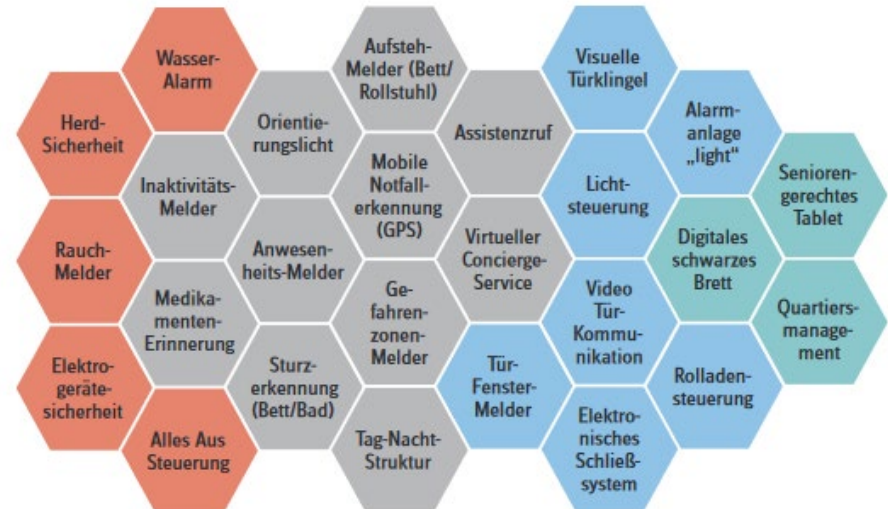 Wasser-
Alarm
Herd-
Sicherheit
Rauch-
Melder
Elektro-
geräte-
sicherheit
Alles Aus
Steuerung
Inaktivitäts-
Melder
Medika-
menten-
Erinnerung
Orientie-
rungslicht
Anwesen-
heits-Melder
Sturz-
erkennung
(Bett/Bad)
Aufsteh-
Melder (Bett/
Rollstuhl)
Mobile
Notfall-
erkennung
(GPS)
Ge-
fahren-
zonen-
Melder
Tag-Nacht-
Struktur
Assistenzruf
Virtueller
Concierge-
Service
Tür-
Fenster-
Melder
Visuelle
Türklingel
Licht-
steuerung
Video
Tür-
Kommu-
nikation
Elektro-
nisches
Schließ-
system
Alarm-
anlage
„light“
Digitales
schwarzes
Brett
Rolladen-
steuerung
Senioren-
gerechtes
Tablet
Quartiers-
manage-
ment